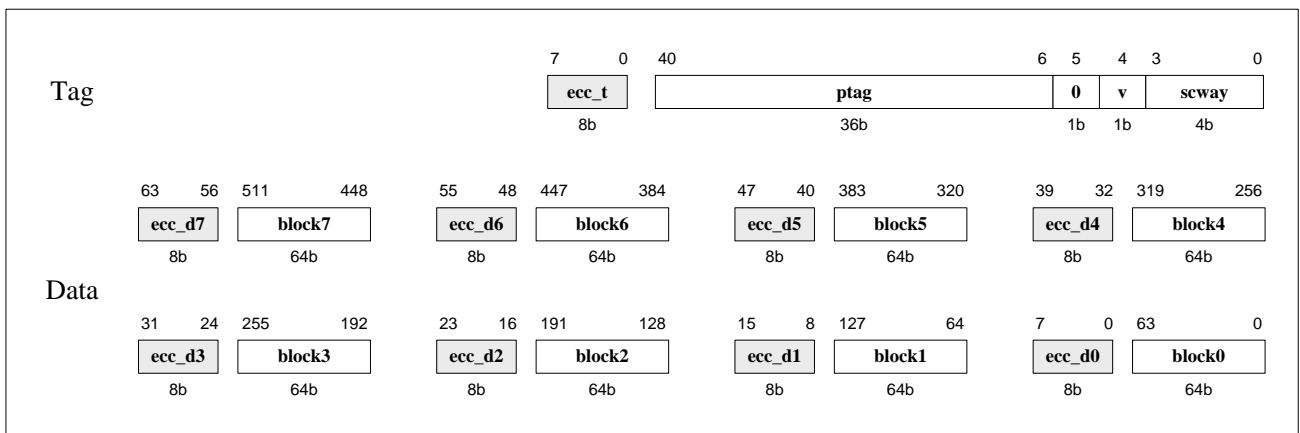 7 0 40 6 5 4 3 0
Tag ecc_t ptag 0 v scway
8b 36b 1b 1b 4b
63 56 511 448 55 48 447 384 47 40 383 320 39 32 319 256
ecc_d7 block7 ecc_d6 block6 ecc_d5 block5 ecc_d4 block4
8b 64b 8b 64b 8b 64b 8b 64b
Data
31 24 255 192 23 16 191 128 15 8 127 64 7 0 63 0
ecc_d3 block3 ecc_d2 block2 ecc_d1 block1 ecc_d0 block0
8b 64b 8b 64b 8b 64b 8b 64b